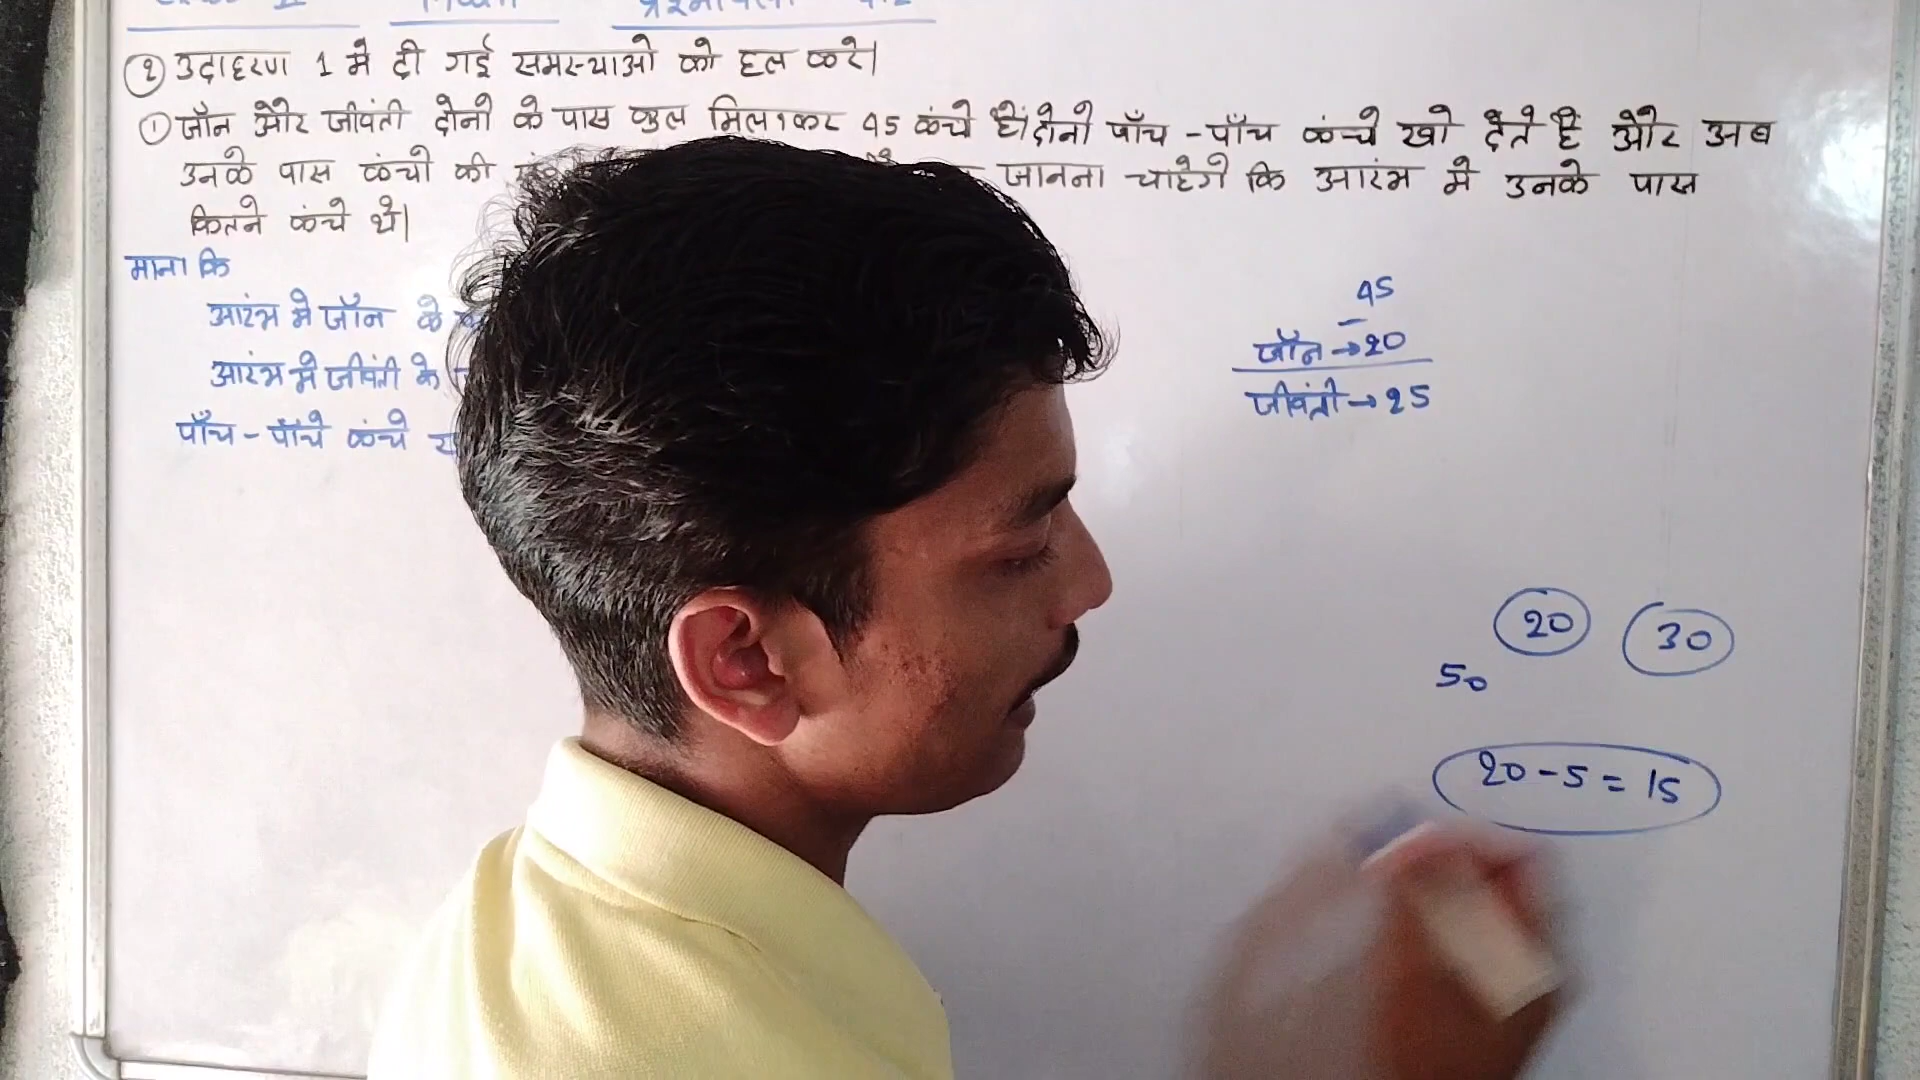 ② उदाहरण 1 मे दी गई समस्याओ को हल करे।
① जॉन और जीवंती दोनो के पास कुल मिलाकर 45 कंचे हैं। दोनो पाँच-पाँच कंचे खो देते हैं और अब
उनके पास कंचो की जानना चाहेगे कि आरंभ मे उनके पास
कितने कंचे थे।
माना कि
आरंभ मे जॉन के
आरंभ मे जीवंती के
पाँच-पाँच कंचे
45
-
जॉन → 20
जीवंती → 25
20 30
50
20 - 5 = 15